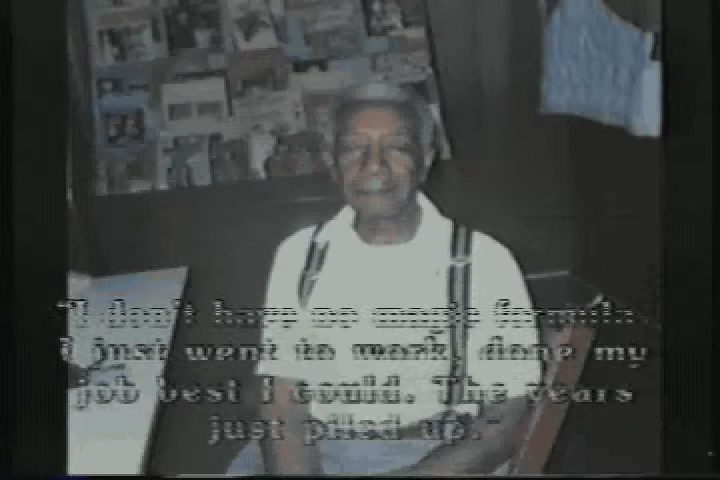 "I don't have no magic formula.
I just went to work, done my
job best I could. The years
just piled up."